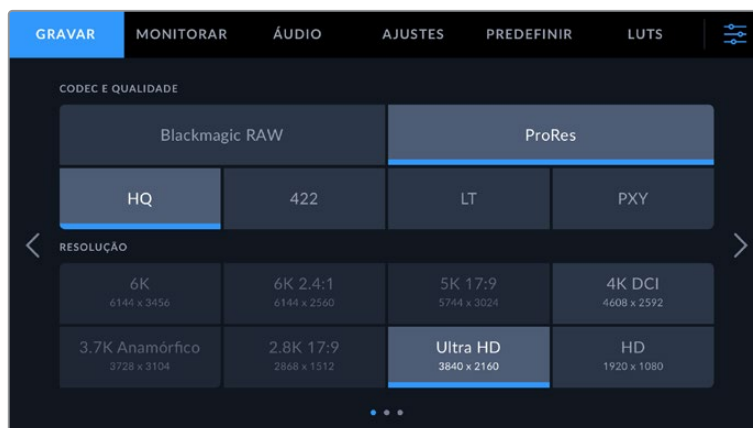 GRAVAR MONITORAR ÁUDIO AJUSTES PREDEFINIR LUTS
CODEC E QUALIDADE
Blackmagic RAW ProRes
HQ 422 LT PXY
RESOLUÇÃO
6K 6K 2.4:1 5K 17:9 4K DCI
6144 x 3456 6144 x 2560 5744 x 3024 4608 x 2592
3.7K Anamórfico 2.8K 17:9 Ultra HD HD
3728 x 3104 2868 x 1512 3840 x 2160 1920 x 1080